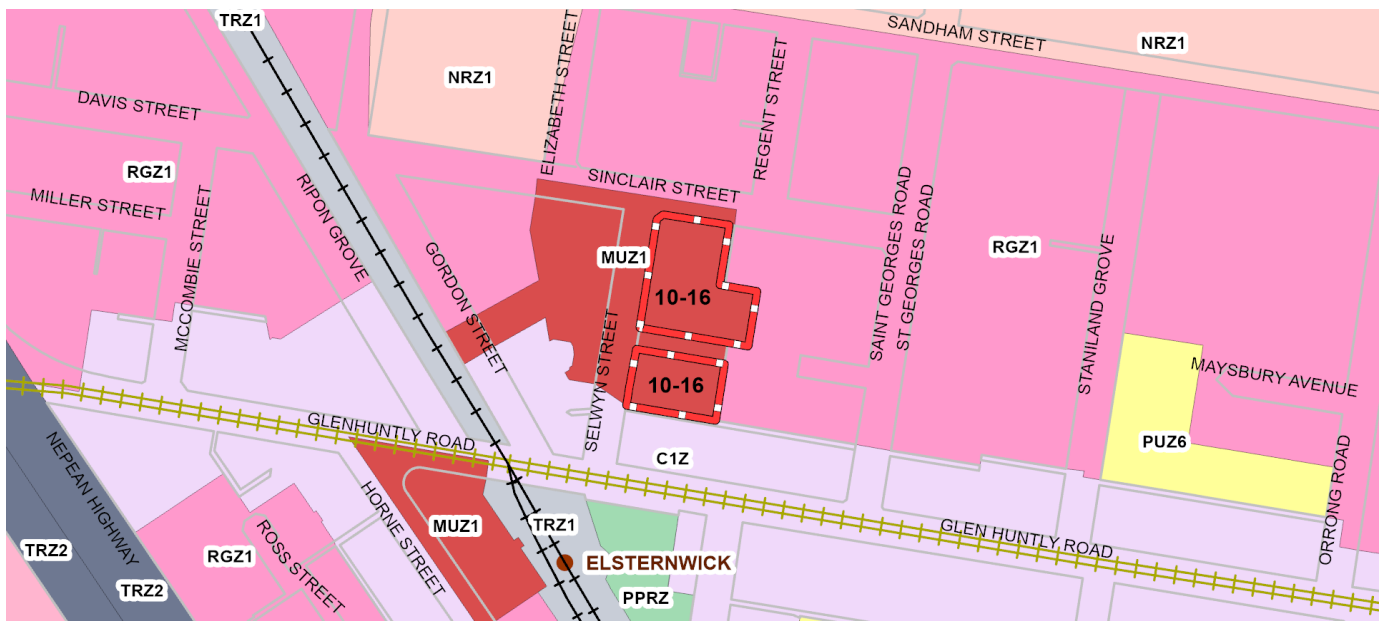 TRZ1
SANDHAM STREET
NRZ1
NRZ1
ELIZABETH STREET
REGENT STREET
DAVIS STREET
RGZ1
SINCLAIR STREET
MILLER STREET
MCCOMBIE STREET
RIPON GROVE
GORDON STREET
MUZ1
10-16
SAINT GEORGES ROAD
ST GEORGES ROAD
RGZ1
STANILAND GROVE
SELWYN STREET
10-16
MAYSBURY AVENUE
GLENHUNTLY ROAD
C1Z
PUZ6
ORRONG ROAD
NEPEAN HIGHWAY
HORNE STREET
MUZ1
TRZ1
GLEN HUNTLY ROAD
TRZ2
RGZ1
ROSS STREET
ELSTERNWICK
TRZ2
PPRZ